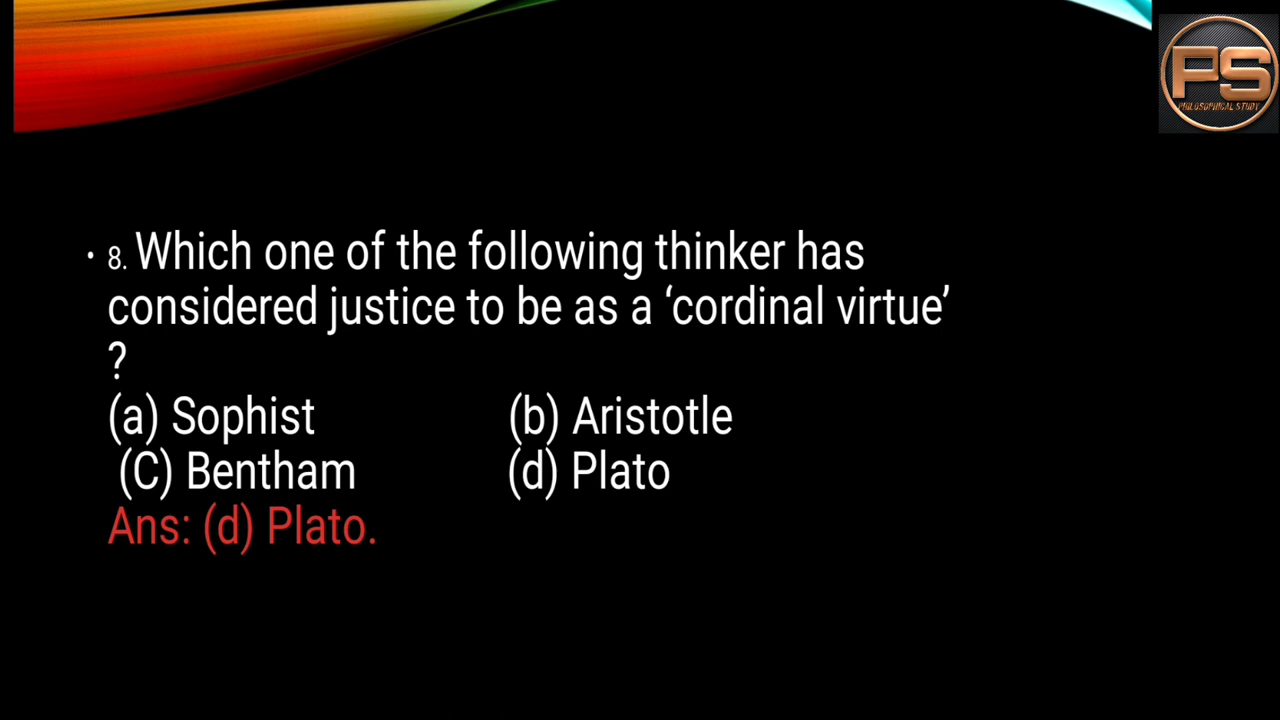 PS
PHILOSOPHICAL STUDY
• 8. Which one of the following thinker has
considered justice to be as a ‘cordinal virtue’
?
(a) Sophist (b) Aristotle
(C) Bentham (d) Plato
Ans: (d) Plato.